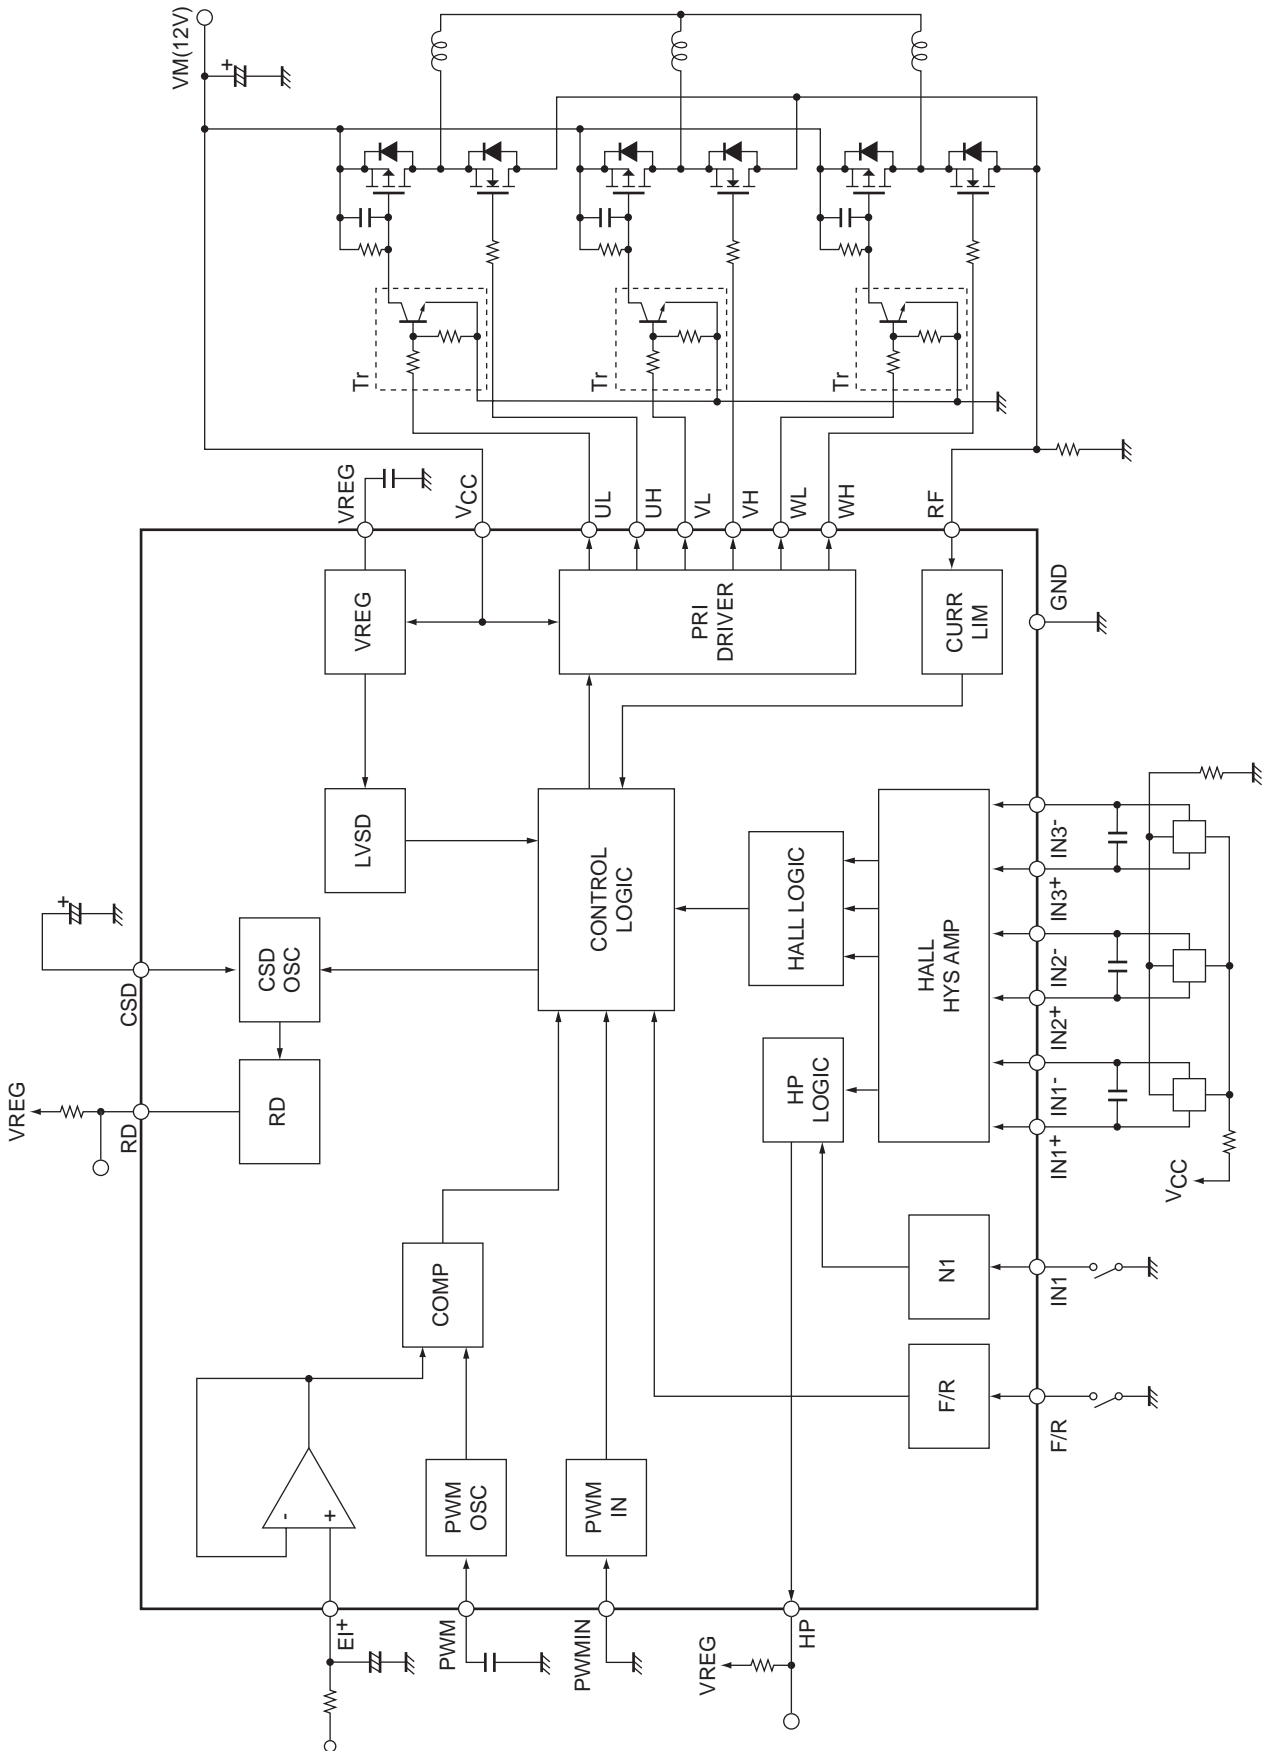 VM(12V)
+
Tr
Tr
Tr
VREG
VCC
UL
UH
VL
VH
WL
WH
RF
VREG
PRI
DRIVER
CURR
LIM
GND
LVSD
CONTROL
LOGIC
HALL LOGIC
HALL
HYS AMP
IN3-
IN3+
IN2-
IN2+
IN1-
IN1+
VCC
+
CSD
CSD
OSC
RD
VREG
RD
HP
LOGIC
COMP
N1
IN1
F/R
F/R
-
+
PWM
OSC
PWM
IN
EI+
PWM
PWMIN
VREG
HP